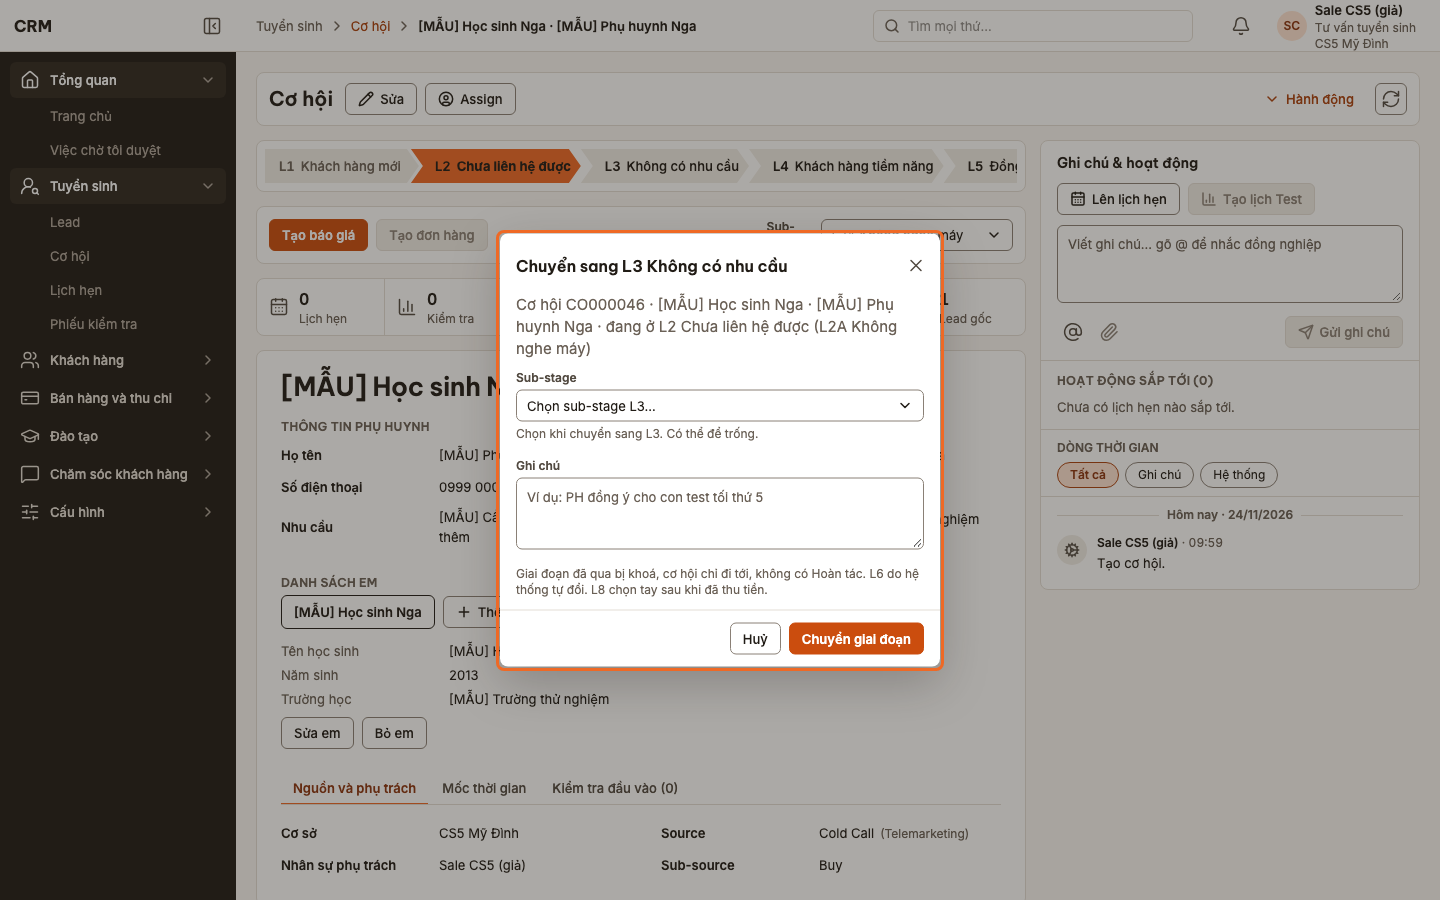 CRM
Tuyển sinh > Cơ hội > [MẪU] Học sinh Nga · [MẪU] Phụ huynh Nga
Tìm mọi thứ...
SC
Sale CS5 (giả)
Tư vấn tuyển sinh
CS5 Mỹ Đình
Tổng quan
Trang chủ
Việc chờ tôi duyệt
Tuyển sinh
Lead
Cơ hội
Lịch hẹn
Phiếu kiểm tra
Khách hàng
Bán hàng và thu chi
Đào tạo
Chăm sóc khách hàng
Cấu hình
Cơ hội
Sửa
Assign
Hành động
L1 Khách hàng mới
L2 Chưa liên hệ được
L3 Không có nhu cầu
L4 Khách hàng tiềm năng
L5
Tạo báo giá
Tạo đơn hàng
Sub-
máy
0
Lịch hẹn
0
Kiểm tra
Lead gốc
Chuyển sang L3 Không có nhu cầu
Cơ hội CO000046 · [MẪU] Học sinh Nga · [MẪU] Phụ
huynh Nga · đang ở L2 Chưa liên hệ được (L2A Không
nghe máy)
Sub-stage
Chọn sub-stage L3...
Chọn khi chuyển sang L3. Có thể để trống.
Ghi chú
Ví dụ: PH đồng ý cho con test tối thứ 5
Giai đoạn đã qua bị khoá, cơ hội chỉ đi tới, không có Hoàn tác. L6 do hệ
thống tự đổi. L8 chọn tay sau khi đã thu tiền.
Huỷ
Chuyển giai đoạn
[MẪU] Học sinh
THÔNG TIN PHỤ HUYNH
Họ tên
[MẪU]
Số điện thoại
0999
Nhu cầu
[MẪU]
thêm
DANH SÁCH EM
[MẪU] Học sinh Nga
Tên học sinh
[MẪU]
Năm sinh
2013
Trường học
[MẪU] Trường thử nghiệm
Sửa em
Bỏ em
Nguồn và phụ trách
Mốc thời gian
Kiểm tra đầu vào (0)
Cơ sở
CS5 Mỹ Đình
Source
Cold Call (Telemarketing)
Nhân sự phụ trách
Sale CS5 (giả)
Sub-source
Buy
Ghi chú & hoạt động
Lên lịch hẹn
Tạo lịch Test
Viết ghi chú... gõ @ để nhắc đồng nghiệp
Gửi ghi chú
HOẠT ĐỘNG SẮP TỚI (0)
Chưa có lịch hẹn nào sắp tới.
DÒNG THỜI GIAN
Tất cả
Ghi chú
Hệ thống
Hôm nay · 24/11/2026
Sale CS5 (giả) · 09:59
Tạo cơ hội.